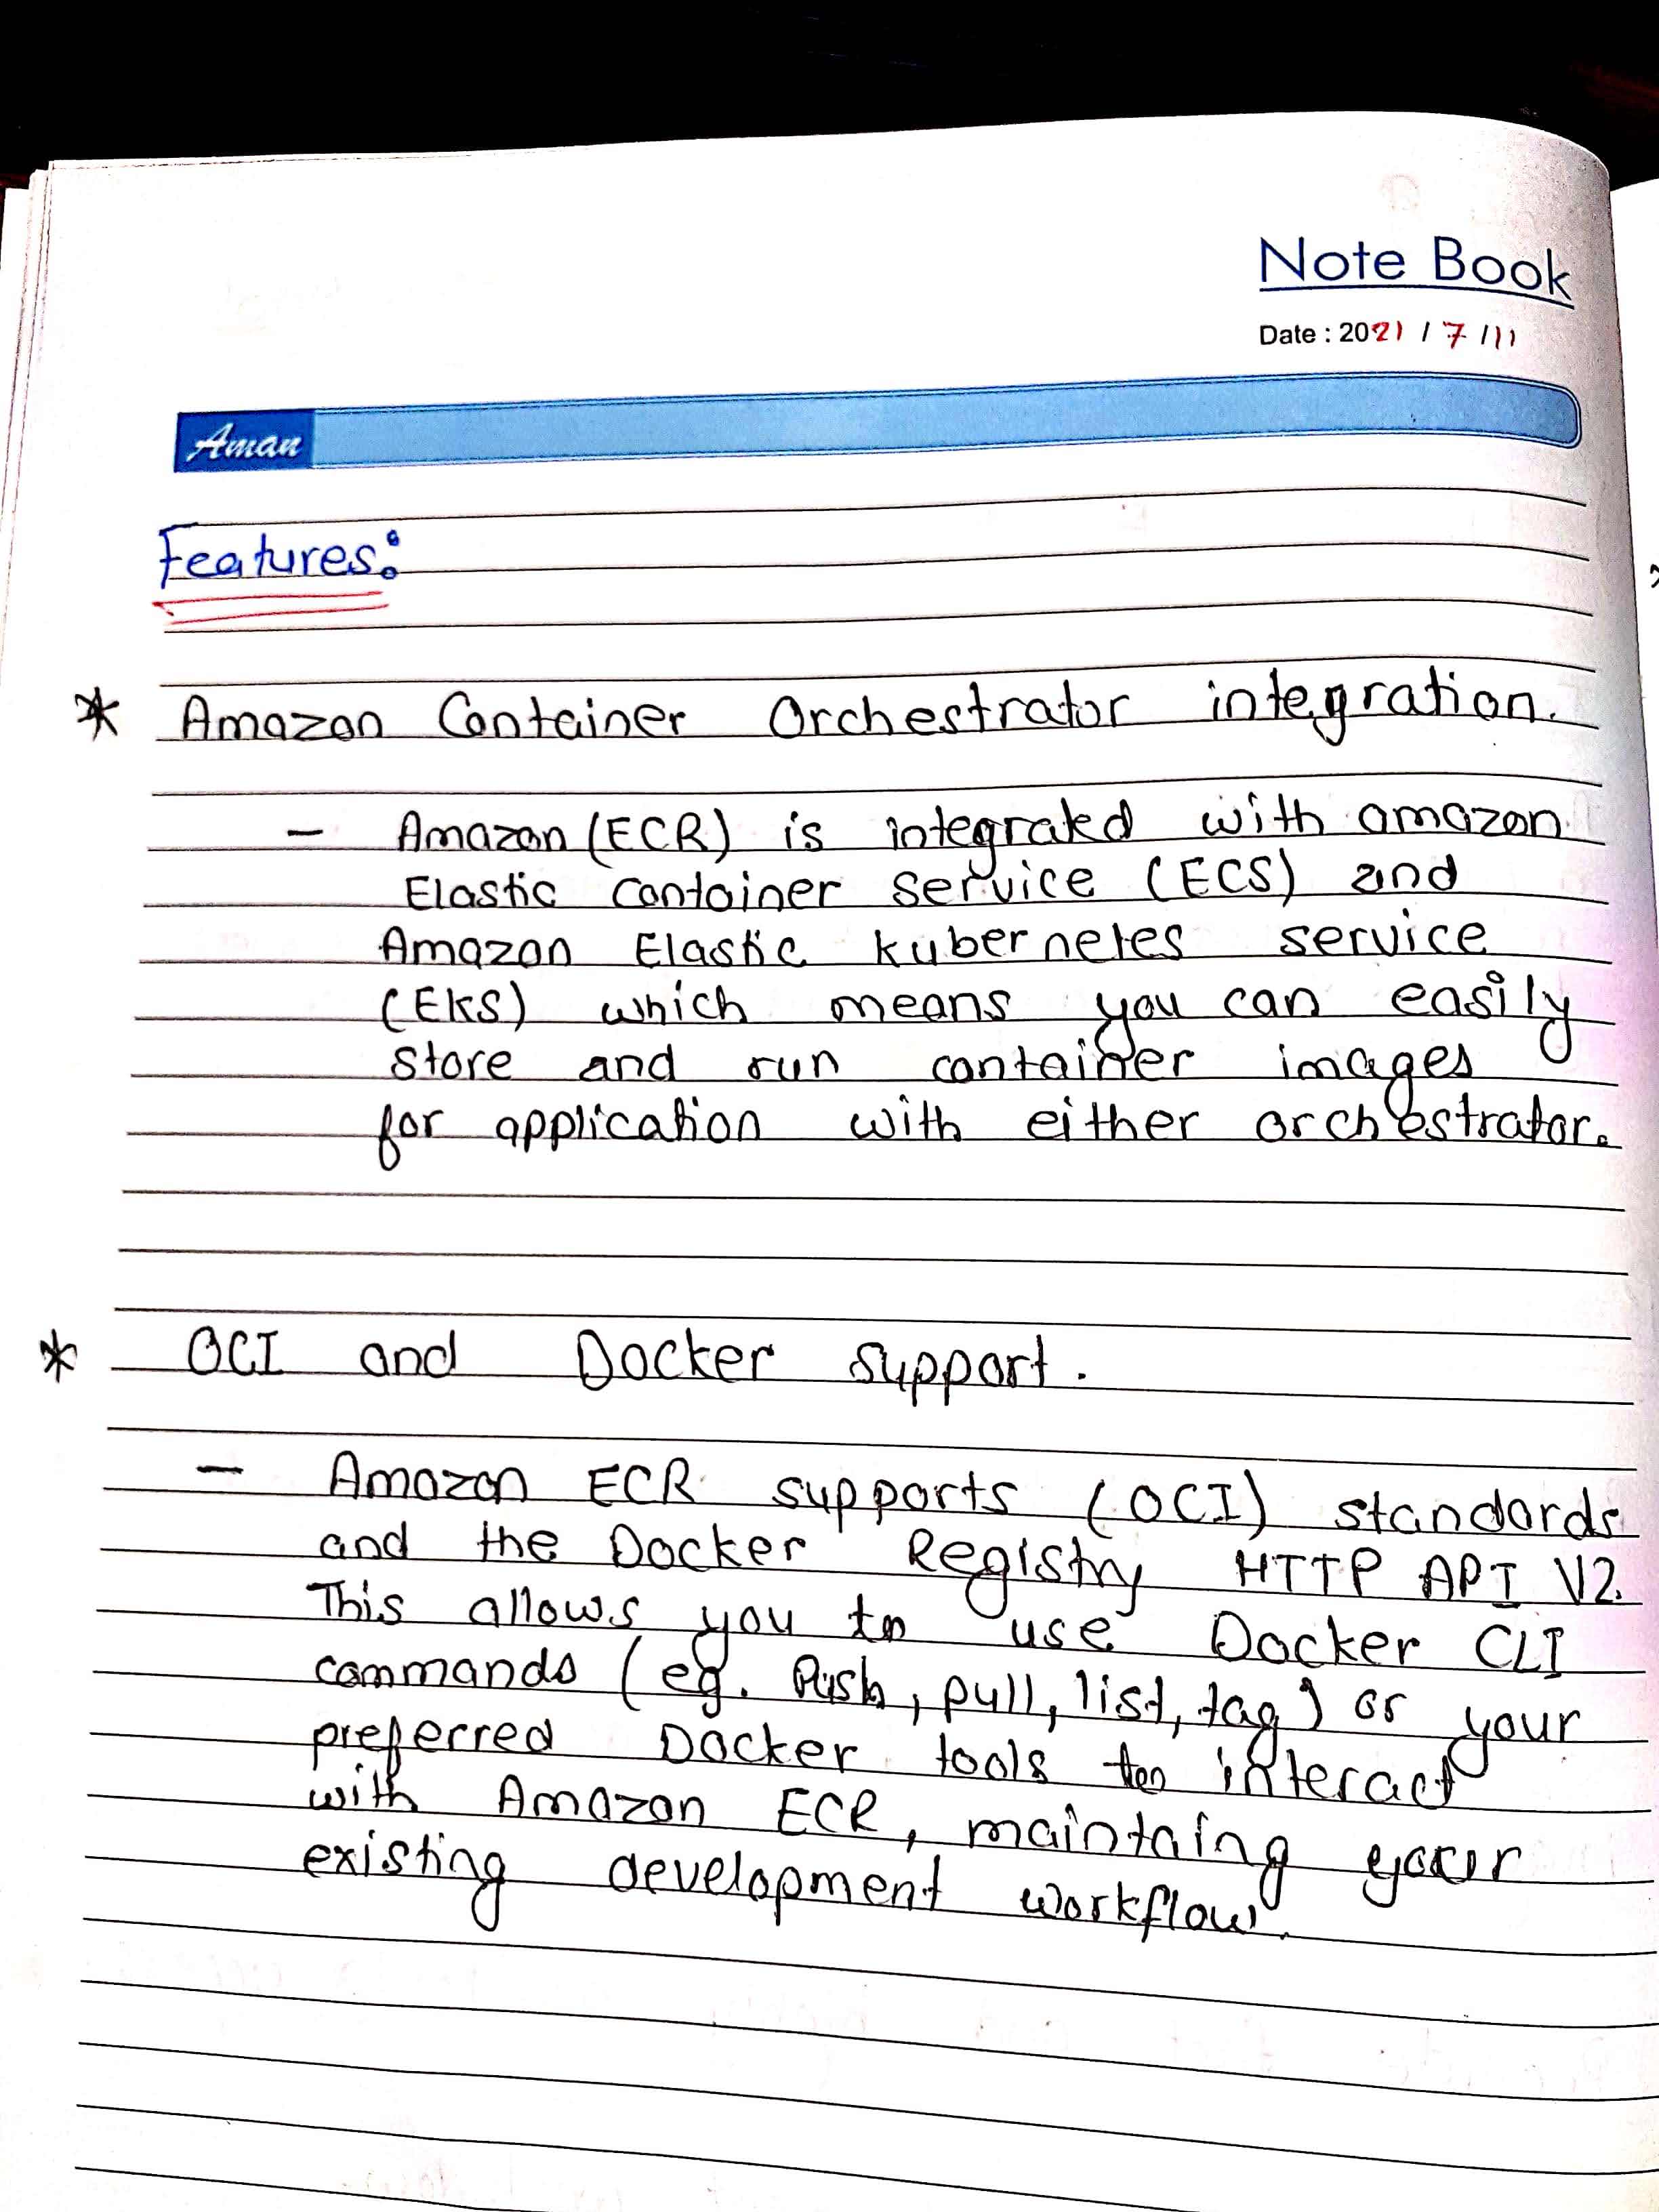 Note Book
Date : 2021 / 7 / 11
Aman
Features:
* Amazon Container Orchestrator integration.
- Amazon (ECR) is integrated with amazon
Elastic container service (ECS) and
Amazon Elastic kubernetes service
(EKS) which means you can easily
store and run container images
for application with either orchestrator.
* OCI and Docker support.
- Amazon ECR supports (OCI) standards
and the Docker Registry HTTP API V2.
This allows you to use Docker CLI
commands (eg. Push, pull, list, tag) or your
preferred Docker tools to interact
with Amazon ECR, maintaing your
existing development workflow.